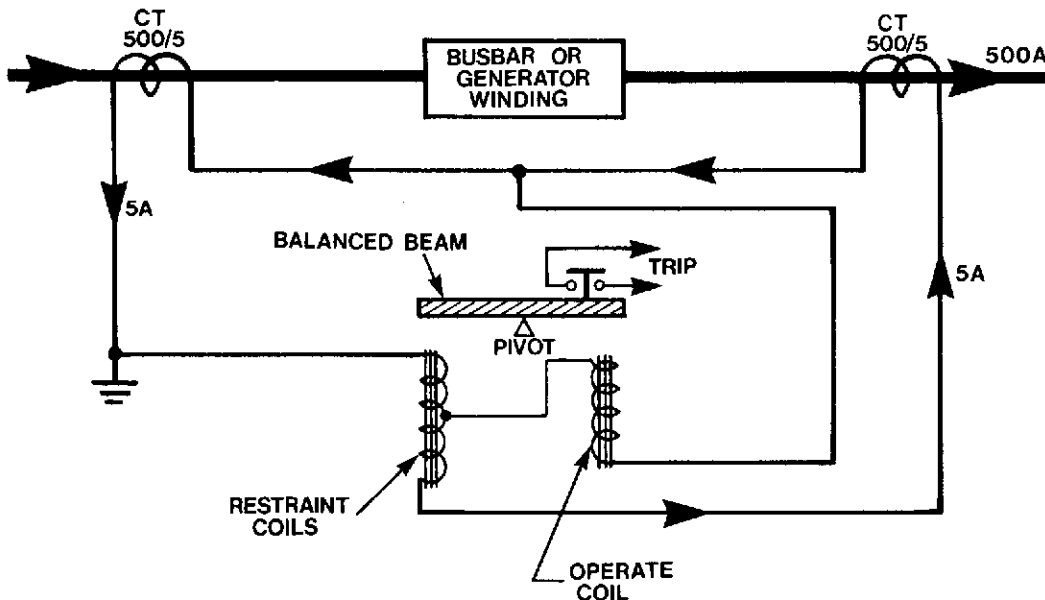 CT
500/5
BUSBAR OR
GENERATOR
WINDING
CT
500/5
500A
5A
BALANCED BEAM
TRIP
5A
PIVOT
RESTRAINT
COILS
OPERATE
COIL